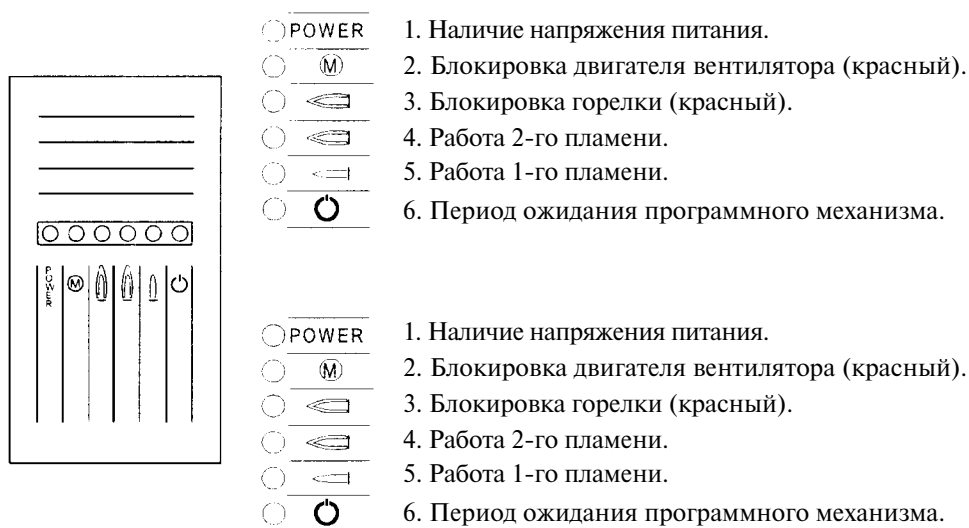 POWER 1. Наличие напряжения питания.
M 2. Блокировка двигателя вентилятора (красный).
3. Блокировка горелки (красный).
4. Работа 2-го пламени.
5. Работа 1-го пламени.
6. Период ожидания программного механизма.
POWER M
POWER 1. Наличие напряжения питания.
M 2. Блокировка двигателя вентилятора (красный).
3. Блокировка горелки (красный).
4. Работа 2-го пламени.
5. Работа 1-го пламени.
6. Период ожидания программного механизма.